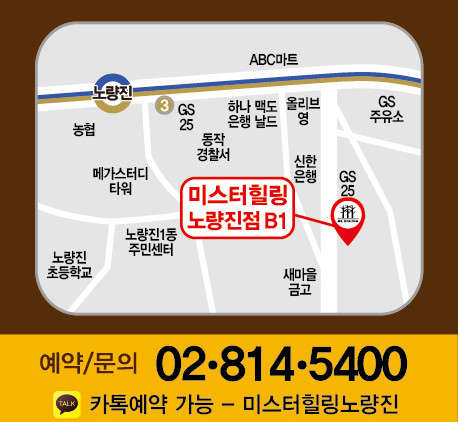 ABC마트
노량진
3
GS
25
하나
은행
맥도
날드
올리브
영
GS
주유소
농협
동작
경찰서
메가스터디
타워
신한
은행
GS
25
미스터힐링
노량진점 B1
노량진1동
주민센터
노량진
초등학교
새마을
금고
예약/문의 02·814·5400
TALK 카톡예약 가능 - 미스터힐링노량진